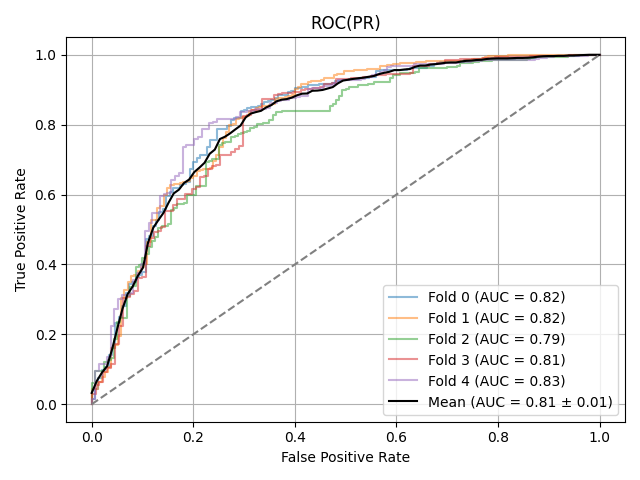 ROC(PR)
True Positive Rate
1.0
0.8
0.6
0.4
0.2
0.0
Fold 0 (AUC = 0.82)
Fold 1 (AUC = 0.82)
Fold 2 (AUC = 0.79)
Fold 3 (AUC = 0.81)
Fold 4 (AUC = 0.83)
Mean (AUC = 0.81 ± 0.01)
0.0 0.2 0.4 0.6 0.8 1.0
False Positive Rate